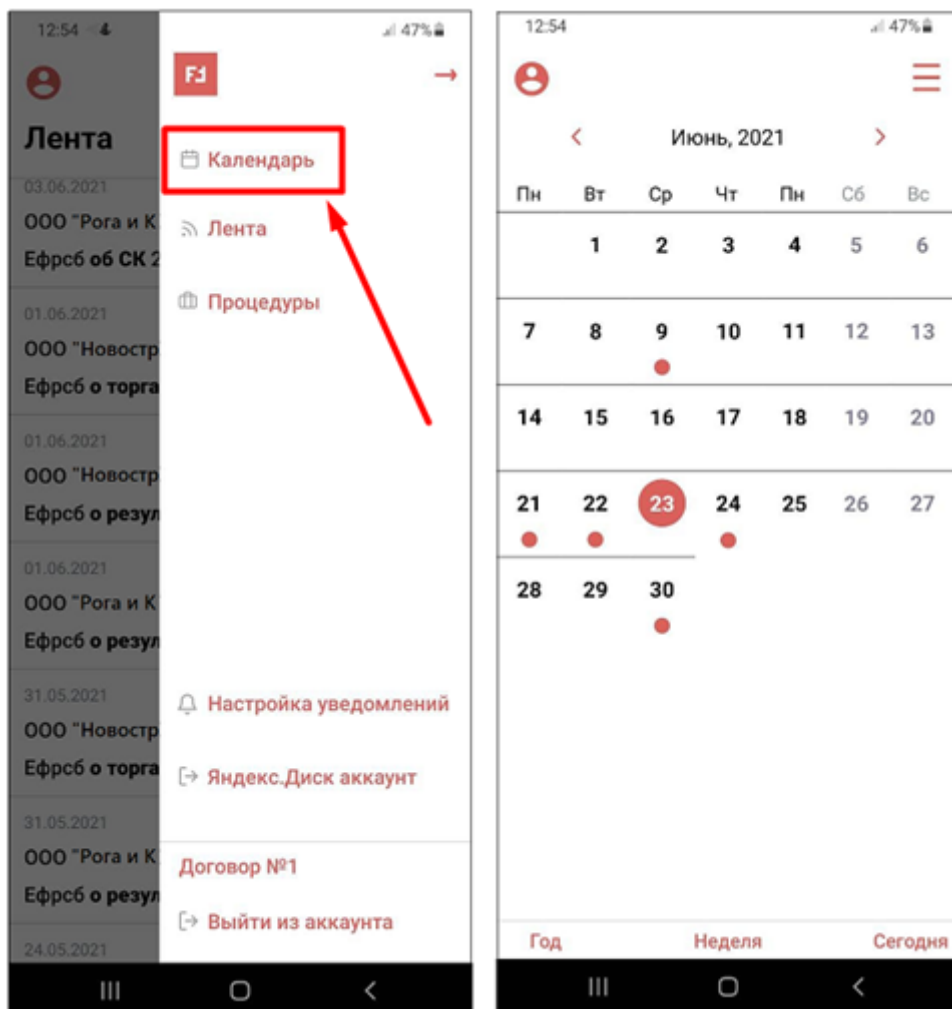 12:54
47%
Лента
03.06.2021
ООО "Рога и К
Ефрсб об СК 2
01.06.2021
ООО "Новостр
Ефрсб о торга
01.06.2021
ООО "Новостр
Ефрсб о резул
01.06.2021
ООО "Рога и К
Ефрсб о резул
31.05.2021
ООО "Новостр
Ефрсб о торга
31.05.2021
ООО "Рога и К
Ефрсб о резул
24.05.2021
Календарь
Лента
Процедуры
Настройка уведомлений
Яндекс.Диск аккаунт
Договор №1
Выйти из аккаунта
12:54
47%
Июнь, 2021
Пн Вт Ср Чт Пн Сб Вс
1 2 3 4 5 6
7 8 9 10 11 12 13
14 15 16 17 18 19 20
21 22 23 24 25 26 27
28 29 30
Год Неделя Сегодня